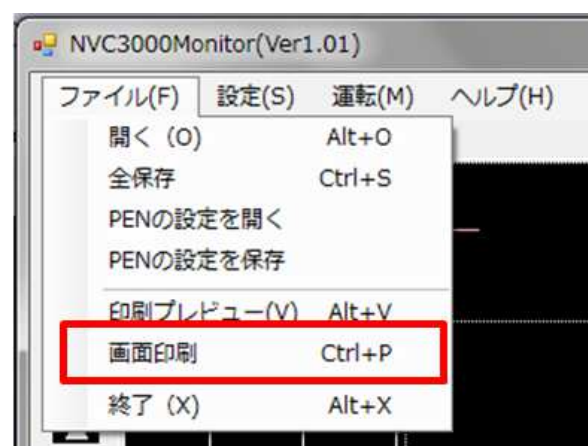 NVC3000Monitor(Ver1.01)
ファイル(F) 設定(S) 運転(M) ヘルプ(H)
開く（O） Alt+O
全保存 Ctrl+S
PENの設定を開く
PENの設定を保存
印刷プレビュー(V) Alt+V
画面印刷 Ctrl+P
終了（X） Alt+X